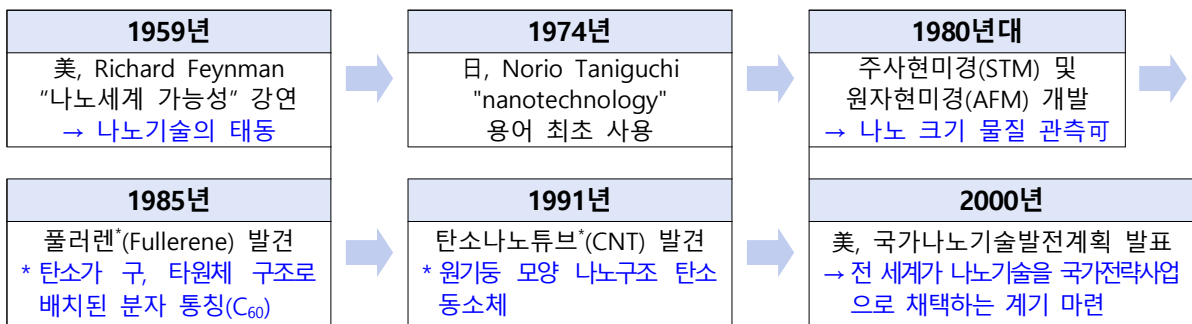 1959년
美, Richard Feynman
"나노세계 가능성" 강연
→ 나노기술의 태동
1974년
日, Norio Taniguchi
"nanotechnology"
용어 최초 사용
1980년대
주사현미경(STM) 및
원자현미경(AFM) 개발
→ 나노 크기 물질 관측可
1985년
풀러렌*(Fullerene) 발견
* 탄소가 구, 타원체 구조로
배치된 분자 통칭(C₆₀)
1991년
탄소나노튜브*(CNT) 발견
* 원기둥 모양 나노구조 탄소
동소체
2000년
美, 국가나노기술발전계획 발표
→ 전 세계가 나노기술을 국가전략사업
으로 채택하는 계기 마련